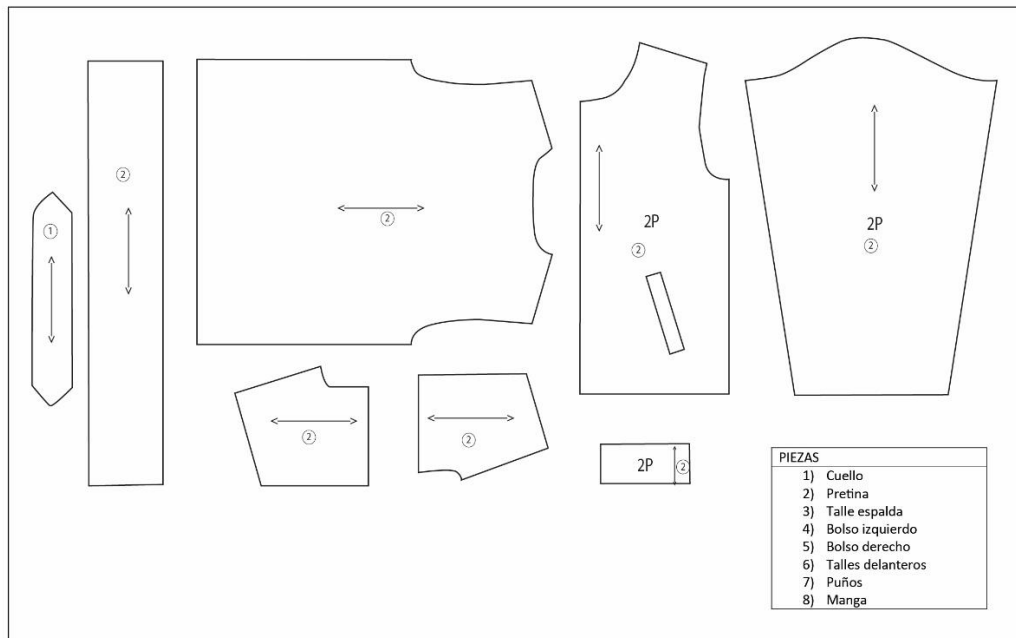 ①
②
②
2P
②
2P
②
②
②
2P ②
PIEZAS
1) Cuello
2) Pretina
3) Talle espalda
4) Bolso izquierdo
5) Bolso derecho
6) Talles delanteros
7) Puños
8) Manga